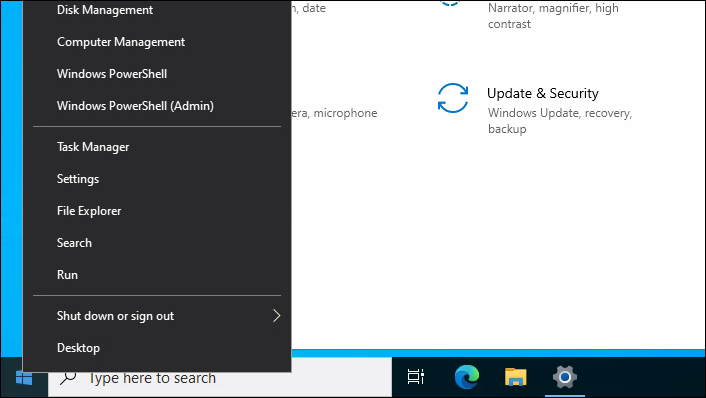 Disk Management
Computer Management
Windows PowerShell
Windows PowerShell (Admin)
Task Manager
Settings
File Explorer
Search
Run
Shut down or sign out
Desktop
n, date
Narrator, magnifier, high
contrast
era, microphone
Update & Security
Windows Update, recovery,
backup
Type here to search